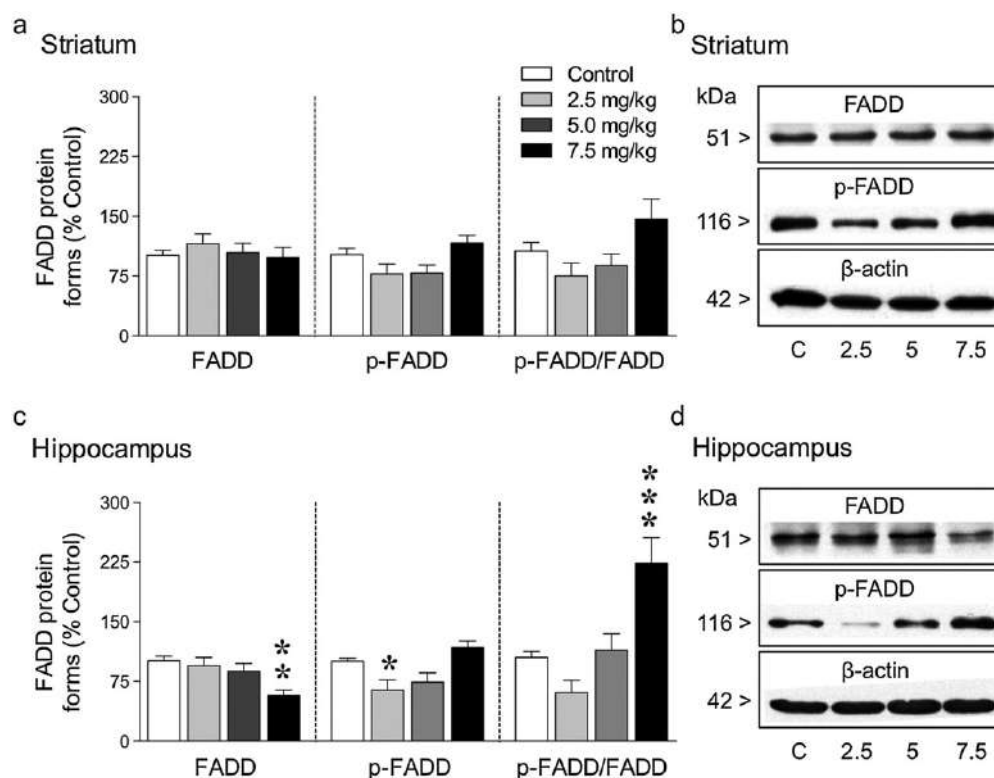 a
Striatum
FADD protein
forms (% Control)
300
225
150
75
0
Control
2.5 mg/kg
5.0 mg/kg
7.5 mg/kg
FADD
p-FADD
p-FADD/FADD
b
Striatum
kDa
FADD
51 >
p-FADD
116 >
β-actin
42 >
C 2.5 5 7.5
c
Hippocampus
FADD protein
forms (% Control)
300
225
150
75
0
**
*
***
FADD
p-FADD
p-FADD/FADD
d
Hippocampus
kDa
FADD
51 >
p-FADD
116 >
β-actin
42 >
C 2.5 5 7.5